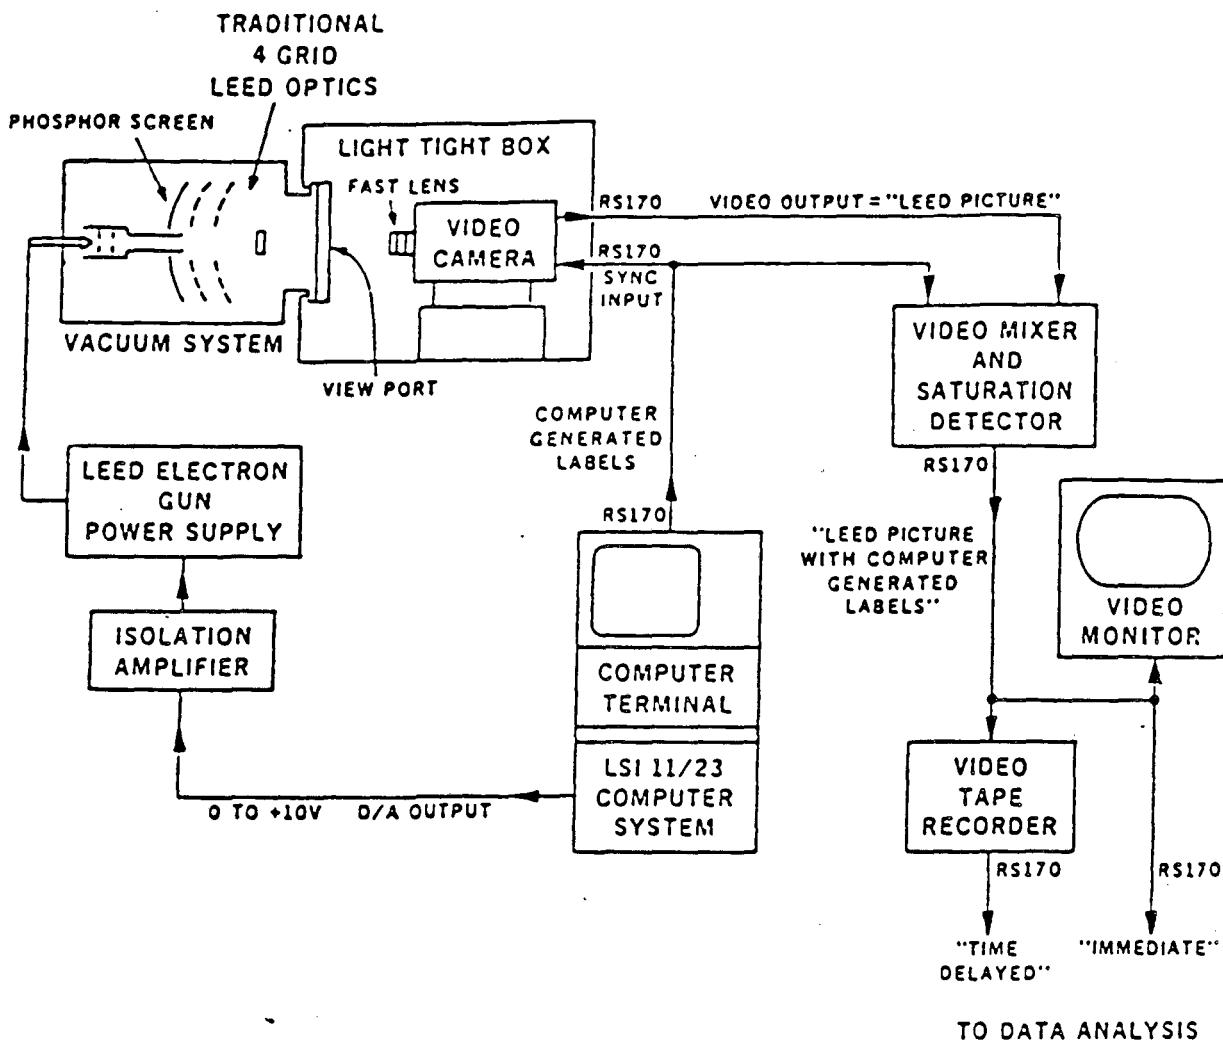 TRADITIONAL
4 GRID
LEED OPTICS
PHOSPHOR SCREEN
LIGHT TIGHT BOX
FAST LENS
VIDEO
CAMERA
RS170
VIDEO OUTPUT = "LEED PICTURE"
RS170
SYNC
INPUT
VACUUM SYSTEM
VIEW PORT
VIDEO MIXER
AND
SATURATION
DETECTOR
COMPUTER
GENERATED
LABELS
RS170
RS170
LEED ELECTRON
GUN
POWER SUPPLY
"LEED PICTURE
WITH COMPUTER
GENERATED
LABELS"
VIDEO
MONITOR
ISOLATION
AMPLIFIER
COMPUTER
TERMINAL
LSI 11/23
COMPUTER
SYSTEM
0 TO +10V D/A OUTPUT
VIDEO
TAPE
RECORDER
RS170
RS170
"TIME
DELAYED"
"IMMEDIATE"
TO DATA ANALYSIS